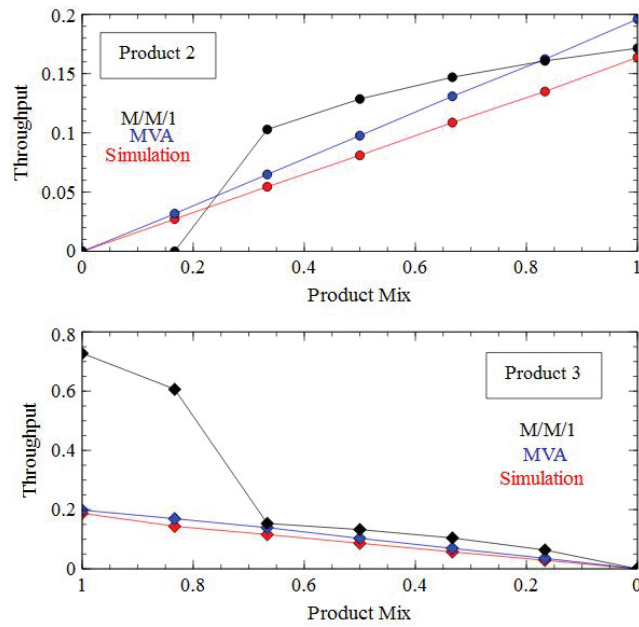 0.2
Product 2
0.15
M/M/1
MVA
Simulation
0.1
Throughput
0.05
0
0 0.2 0.4 0.6 0.8 1
Product Mix
0.8
Product 3
0.6
M/M/1
MVA
Simulation
0.4
Throughput
0.2
0
1 0.8 0.6 0.4 0.2 0
Product Mix